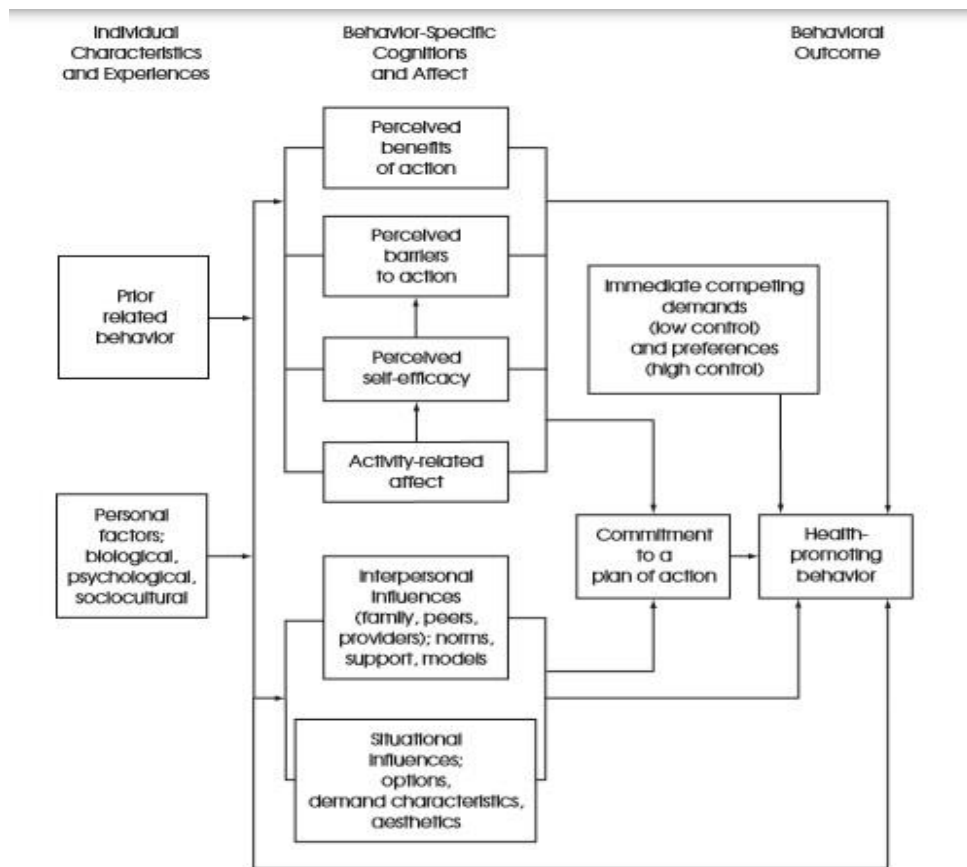 Individual
Characteristics
and Experiences
Behavior-Specific
Cognitions
and Affect
Behavioral
Outcome
Perceived
benefits
of action
Perceived
barriers
to action
Prior
related
behavior
Immediate competing
demands
(low control)
and preferences
(high control)
Perceived
self-efficacy
Activity-related
affect
Personal
factors;
biological,
psychological,
sociocultural
Commitment
to a
plan of action
Health-
promoting
behavior
Interpersonal
influences
(family, peers,
providers); norms,
support, models
Situational
influences;
options,
demand characteristics,
aesthetics